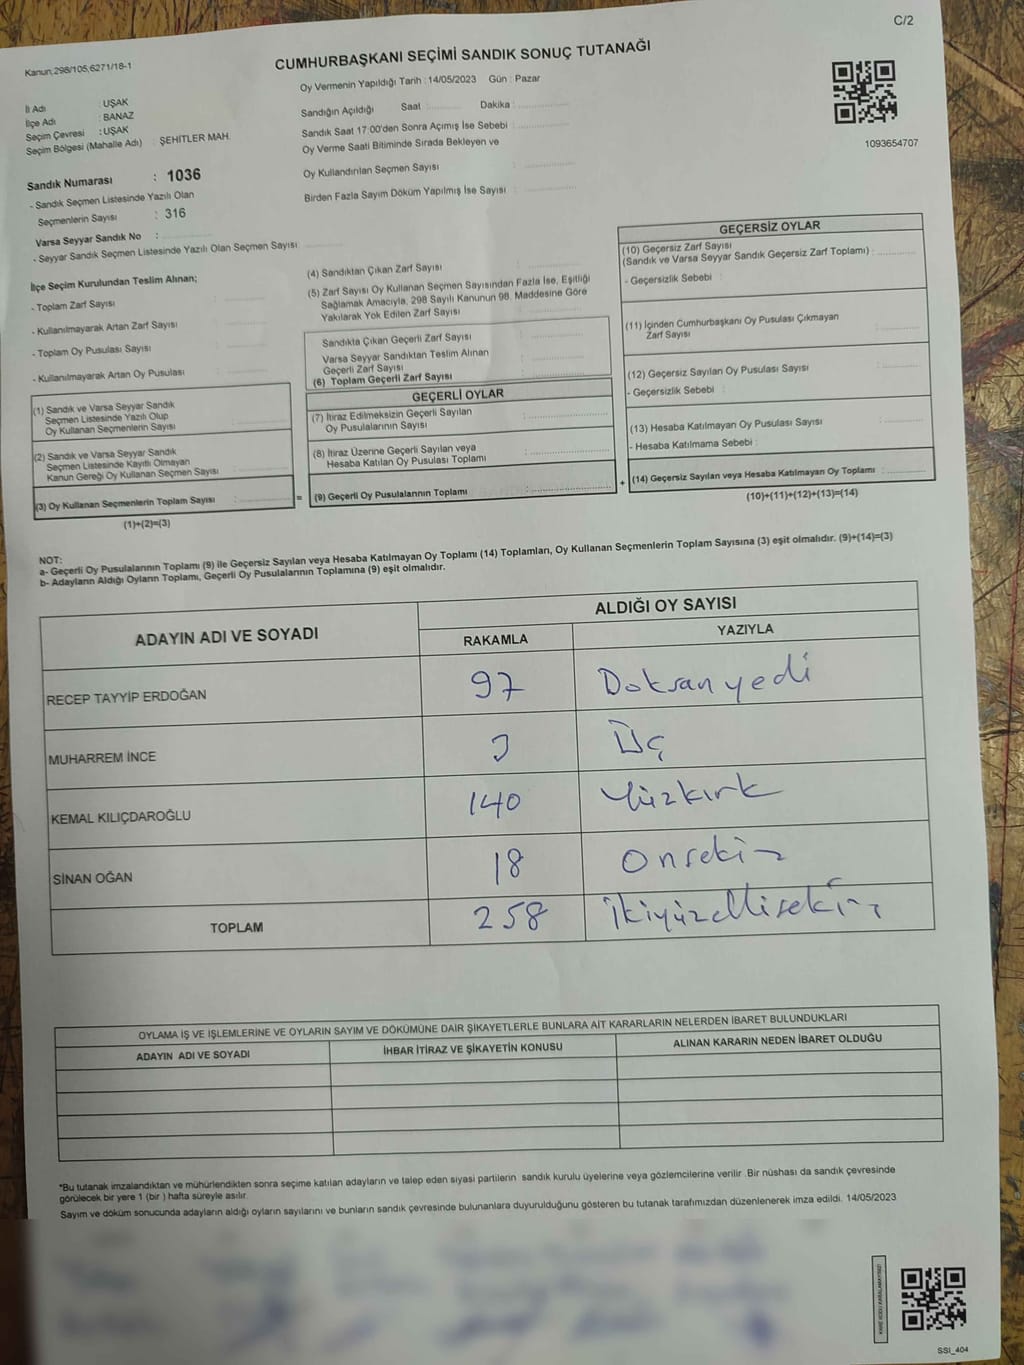 C/2
Kanun;298/105;6271/18-1
CUMHURBAŞKANI SEÇİMİ SANDIK SONUÇ TUTANAĞI
Oy Vermenin Yapıldığı Tarih : 14/05/2023 Gün : Pazar
İl Adı : UŞAK
İlçe Adı : BANAZ
Seçim Çevresi : UŞAK
Seçim Bölgesi (Mahalle Adı) : ŞEHİTLER MAH.
Sandığın Açıldığı Saat : Dakika :
Sandık Saat 17:00'den Sonra Açımış İse Sebebi :
Oy Verme Saati Bitiminde Sırada Bekleyen ve
Oy Kullandırılan Seçmen Sayısı :
Birden Fazla Sayım Döküm Yapılmış İse Sayısı :
1093654707
Sandık Numarası : 1036
- Sandık Seçmen Listesinde Yazılı Olan
Seçmenlerin Sayısı : 316
Varsa Seyyar Sandık No :
- Seyyar Sandık Seçmen Listesinde Yazılı Olan Seçmen Sayısı
İlçe Seçim Kurulundan Teslim Alınan;
- Toplam Zarf Sayısı :
- Kullanılmayarak Artan Zarf Sayısı :
- Toplam Oy Pusulası Sayısı :
- Kullanılmayarak Artan Oy Pusulası :
(1) Sandık ve Varsa Seyyar Sandık
Seçmen Listesinde Yazılı Olup
Oy Kullanan Seçmenlerin Sayısı :
(2) Sandık ve Varsa Seyyar Sandık
Seçmen Listesinde Kayıtlı Olmayan
Kanun Gereği Oy Kullanan Seçmen Sayısı :
(3) Oy Kullanan Seçmenlerin Toplam Sayısı :
(1)+(2)=(3)
(4) Sandıktan Çıkan Zarf Sayısı :
(5) Zarf Sayısı Oy Kullanan Seçmen Sayısından Fazla İse, Eşitliği
Sağlamak Amacıyla, 298 Sayılı Kanunun 98. Maddesine Göre
Yakılarak Yok Edilen Zarf Sayısı :
Sandıkta Çıkan Geçerli Zarf Sayısı :
Varsa Seyyar Sandıktan Teslim Alınan
Geçerli Zarf Sayısı :
(6) Toplam Geçerli Zarf Sayısı :
GEÇERLİ OYLAR
(7) İtiraz Edilmeksizin Geçerli Sayılan
Oy Pusulalarının Sayısı :
(8) İtiraz Üzerine Geçerli Sayılan veya
Hesaba Katılan Oy Pusulası Toplamı :
= (9) Geçerli Oy Pusulalarının Toplamı :
GEÇERSİZ OYLAR
(10) Geçersiz Zarf Sayısı
(Sandık ve Varsa Seyyar Sandık Geçersiz Zarf Toplamı) :
- Geçersizlik Sebebi :
(11) İçinden Cumhurbaşkanı Oy Pusulası Çıkmayan
Zarf Sayısı :
(12) Geçersiz Sayılan Oy Pusulası Sayısı :
- Geçersizlik Sebebi :
(13) Hesaba Katılmayan Oy Pusulası Sayısı :
- Hesaba Katılmama Sebebi :
+ (14) Geçersiz Sayılan veya Hesaba Katılmayan Oy Toplamı :
(10)+(11)+(12)+(13)=(14)
NOT:
a- Geçerli Oy Pusulalarının Toplamı (9) ile Geçersiz Sayılan veya Hesaba Katılmayan Oy Toplamı (14) Toplamları, Oy Kullanan Seçmenlerin Toplam Sayısına (3) eşit olmalıdır. (9)+(14)=(3)
b- Adayların Aldığı Oyların Toplamı, Geçerli Oy Pusulalarının Toplamına (9) eşit olmalıdır.
ADAYIN ADI VE SOYADI ALDIĞI OY SAYISI
RAKAMLA YAZIYLA
RECEP TAYYİP ERDOĞAN 97 Doksanyedi
MUHARREM İNCE 3 Üç
KEMAL KILIÇDAROĞLU 140 Yüzkırk
SİNAN OĞAN 18 Onsekiz
TOPLAM 258 İkiyüzellisekiz
OYLAMA İŞ VE İŞLEMLERİNE VE OYLARIN SAYIM VE DÖKÜMÜNE DAİR ŞİKAYETLERLE BUNLARA AİT KARARLARIN NELERDEN İBARET BULUNDUKLARI
ADAYIN ADI VE SOYADI İHBAR İTİRAZ VE ŞİKAYETİN KONUSU ALINAN KARARIN NEDEN İBARET OLDUĞU
*Bu tutanak imzalandıktan ve mühürlendikten sonra seçime katılan adayların ve talep eden siyasi partilerin sandık kurulu üyelerine veya gözlemcilerine verilir. Bir nüshası da sandık çevresinde
görülecek bir yere 1 (bir ) hafta süreyle asılır.
Sayım ve döküm sonucunda adayların aldığı oyların sayılarını ve bunların sandık çevresinde bulunanlara duyurulduğunu gösteren bu tutanak tarafımızdan düzenlenerek imza edildi. 14/05/2023
KARE KODU KARALAMAYINIZ!
SSI_404